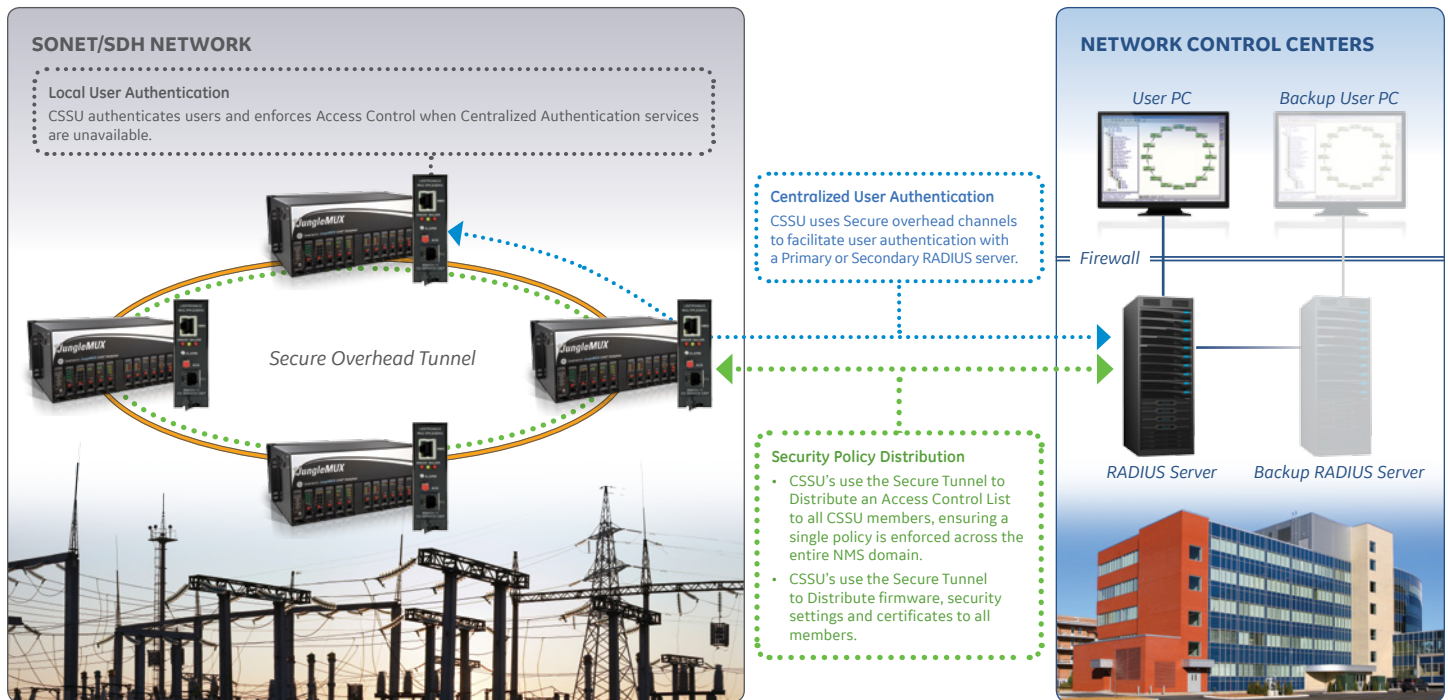 SONET/SDH NETWORK
Local User Authentication
CSSU authenticates users and enforces Access Control when Centralized Authentication services
are unavailable.
JungleMUX
JungleMUX
Secure Overhead Tunnel
JungleMUX
JungleMUX
Centralized User Authentication
CSSU uses Secure overhead channels
to facilitate user authentication with
a Primary or Secondary RADIUS server.
Security Policy Distribution
• CSSU's use the Secure Tunnel to
Distribute an Access Control List
to all CSSU members, ensuring a
single policy is enforced across the
entire NMS domain.
• CSSU's use the Secure Tunnel
to Distribute firmware, security
settings and certificates to all
members.
NETWORK CONTROL CENTERS
User PC
Backup User PC
Firewall
RADIUS Server
Backup RADIUS Server